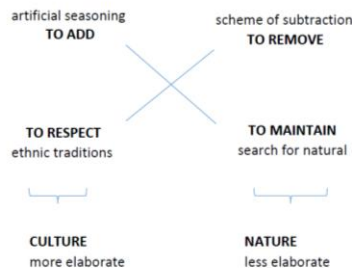 artificial seasoning
TO ADD
scheme of subtraction
TO REMOVE
TO RESPECT
ethnic traditions
TO MAINTAIN
search for natural
CULTURE
more elaborate
NATURE
less elaborate